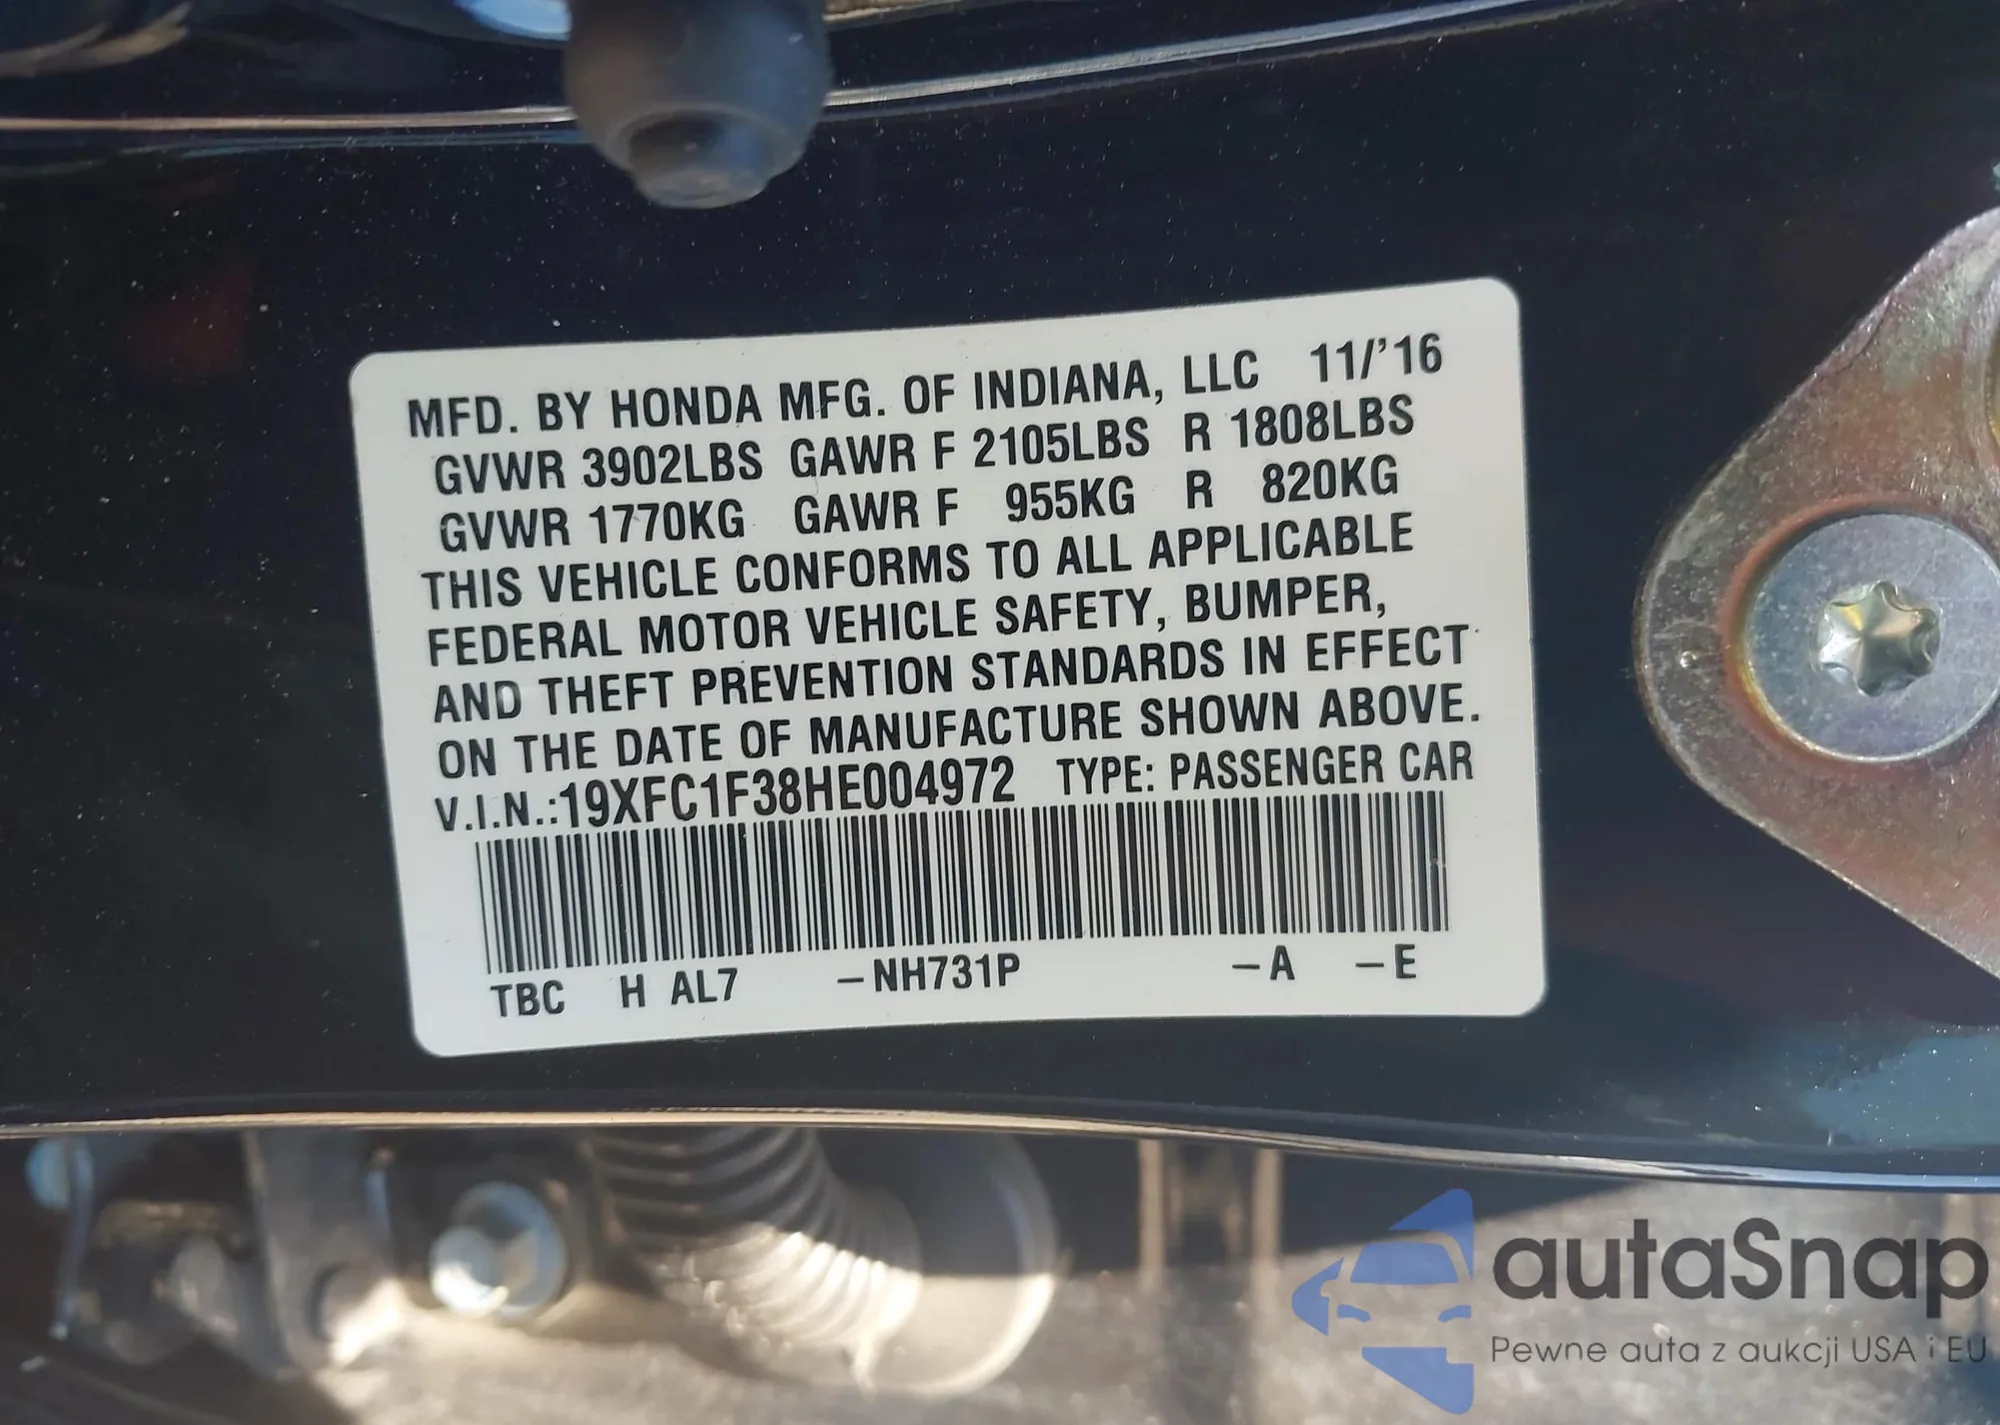 MFD. BY HONDA MFG. OF INDIANA, LLC 11/'16
GVWR 3902LBS GAWR F 2105LBS R 1808LBS
GVWR 1770KG GAWR F 955KG R 820KG
THIS VEHICLE CONFORMS TO ALL APPLICABLE
FEDERAL MOTOR VEHICLE SAFETY, BUMPER,
AND THEFT PREVENTION STANDARDS IN EFFECT
ON THE DATE OF MANUFACTURE SHOWN ABOVE.
V.I.N.:19XFC1F38HE004972 TYPE: PASSENGER CAR
TBC H AL7 –NH731P –A –E
autaSnap
Pewne auta z aukcji USA i EU